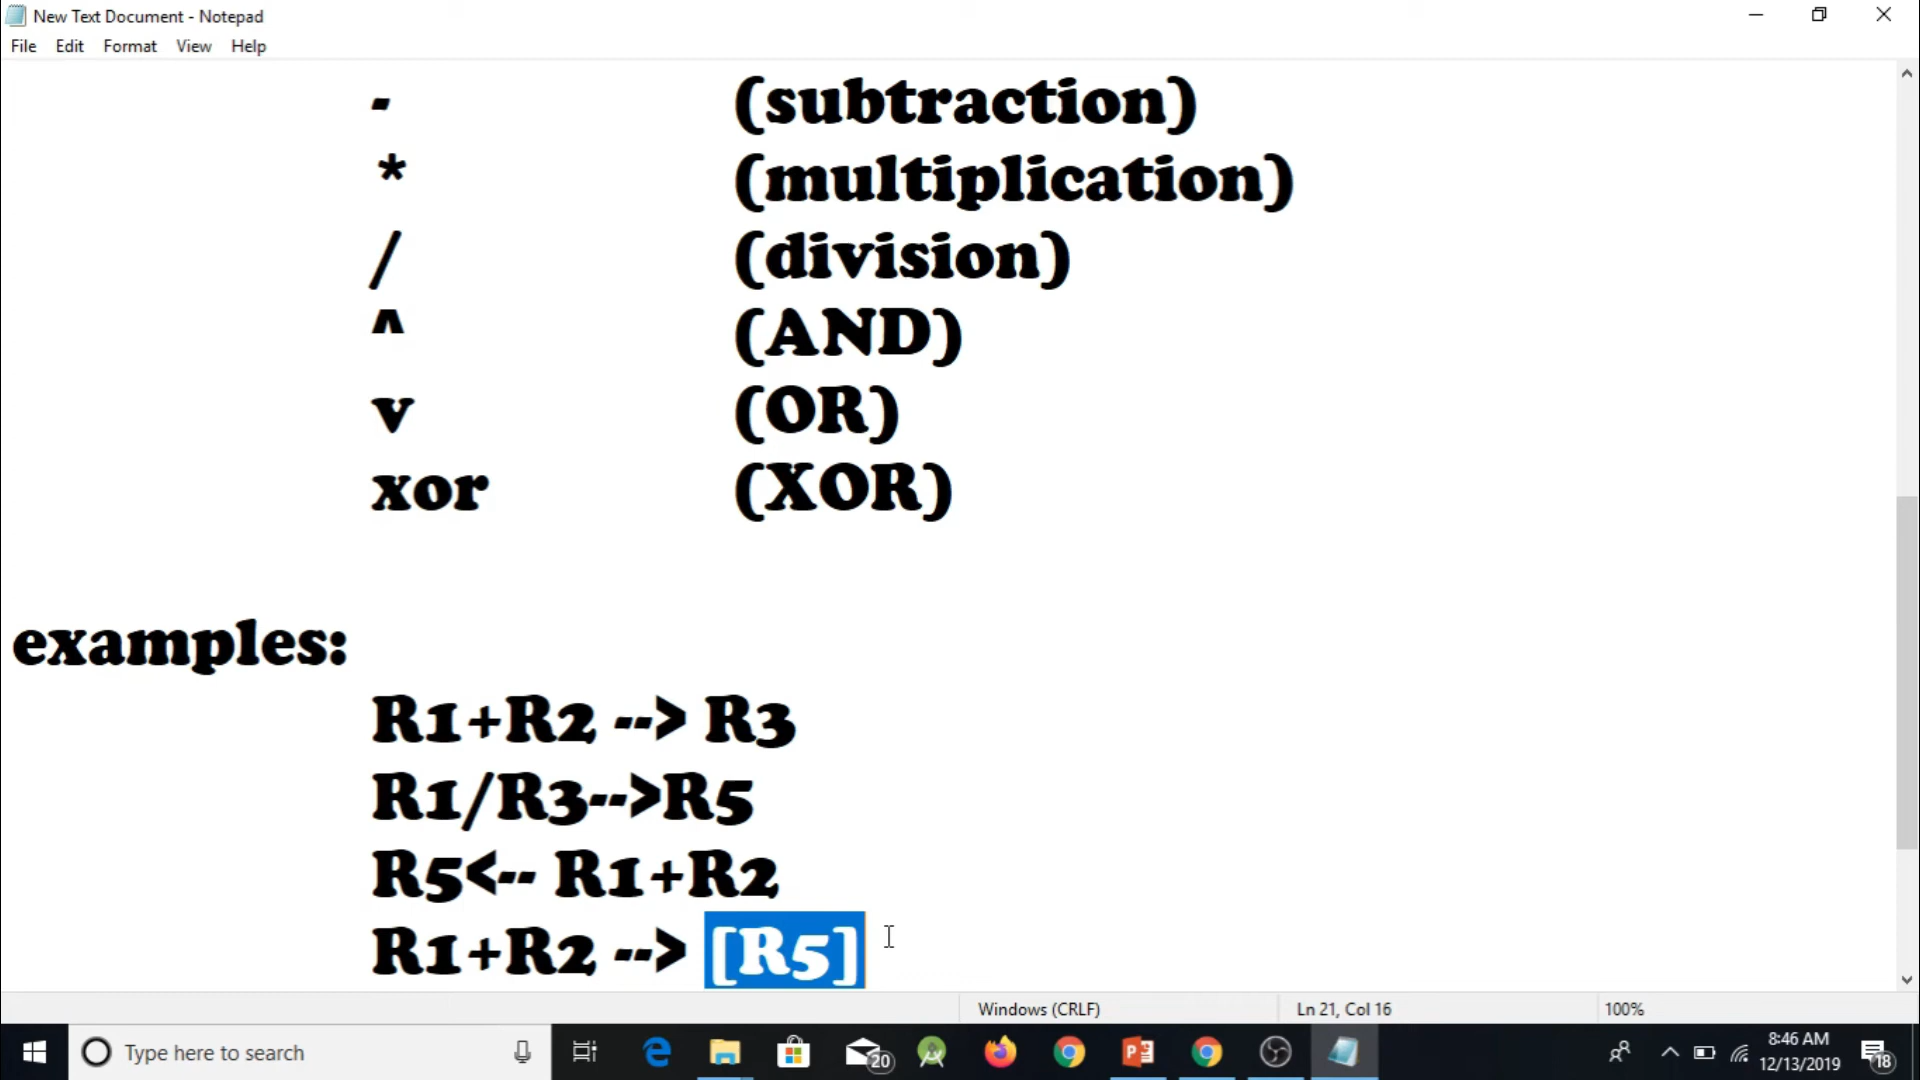 New Text Document - Notepad
File Edit Format View Help
- (subtraction)
* (multiplication)
/ (division)
^ (AND)
v (OR)
xor (XOR)
examples:
R1+R2 --> R3
R1/R3-->R5
R5<-- R1+R2
R1+R2 --> [R5]
Windows (CRLF) Ln 21, Col 16 100%
Type here to search 20 8:46 AM 18
12/13/2019